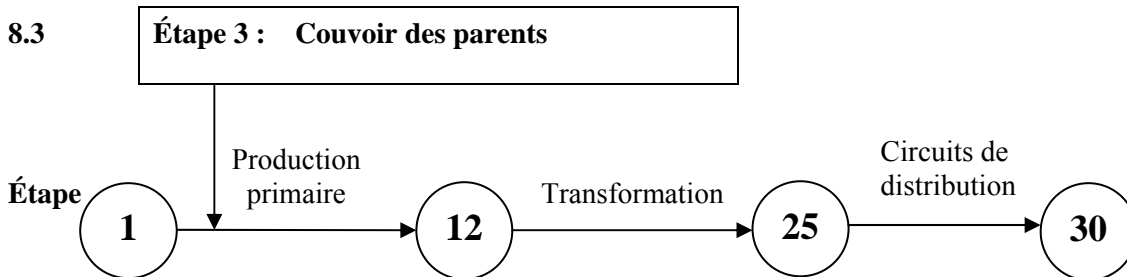 8.3 Étape 3 : Couvoir des parents
Production
primaire
Circuits de
distribution
Étape 1 12 Transformation 25 30